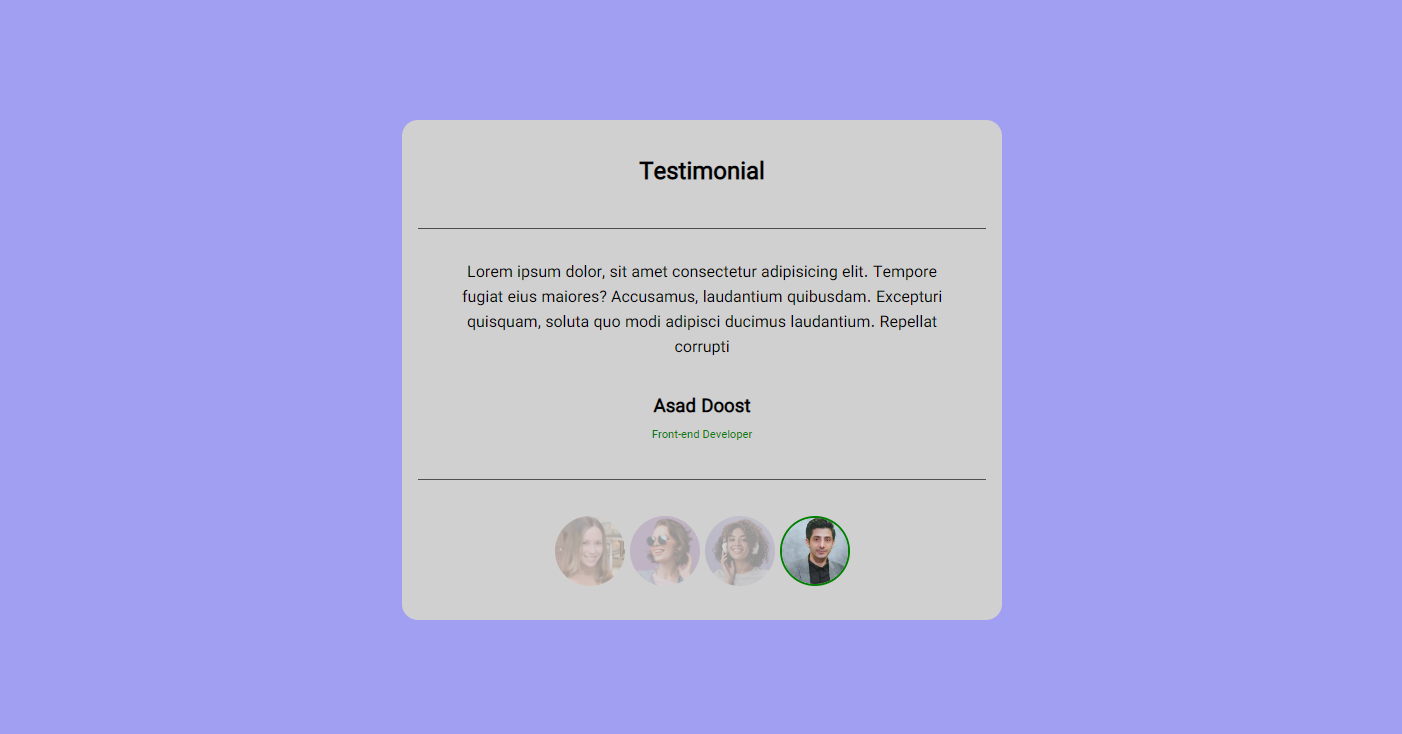 Testimonial
Lorem ipsum dolor, sit amet consectetur adipisicing elit. Tempore
fugiat eius maiores? Accusamus, laudantium quibusdam. Excepturi
quisquam, soluta quo modi adipisci ducimus laudantium. Repellat
corrupti
Asad Doost
Front-end Developer